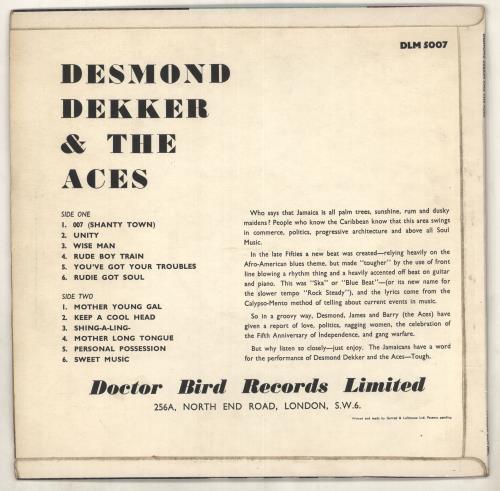 DLM 5007
DESMOND
DEKKER
& THE
ACES
SIDE ONE
1. 007 (SHANTY TOWN)
2. UNITY
3. WISE MAN
4. RUDE BOY TRAIN
5. YOU'VE GOT YOUR TROUBLES
6. RUDIE GOT SOUL
SIDE TWO
1. MOTHER YOUNG GAL
2. KEEP A COOL HEAD
3. SHING-A-LING-
4. MOTHER LONG TONGUE
5. PERSONAL POSSESSION
6. SWEET MUSIC
Who says that Jamaica is all palm trees, sunshine, rum and dusky
maidens? People who know the Caribbean know that this area swings
in commerce, politics, progressive architecture and above all Soul
Music.
In the late Fifties a new beat was created—relying heavily on the
Afro-American blues theme, but made "tougher" by the use of front
line blowing a rhythm thing and a heavily accented off beat on guitar
and piano. This was "Ska" or "Blue Beat"—(or its new name for
the slower tempo "Rock Steady"), and the lyrics come from the
Calypso-Mento method of telling about current events in music.
So in a groovy way, Desmond, James and Barry (the Aces) have
given a report of love, politics, nagging women, the celebration of
the Fifth Anniversary of Independence, and gang warfare.
But why listen so closely—just enjoy. The Jamaicans have a word
for the performance of Desmond Dekker and the Aces—Tough.
Doctor Bird Records Limited
256A, NORTH END ROAD, LONDON, S.W.6.
Printed and made by Garrod & Lofthouse Ltd. Patents pending